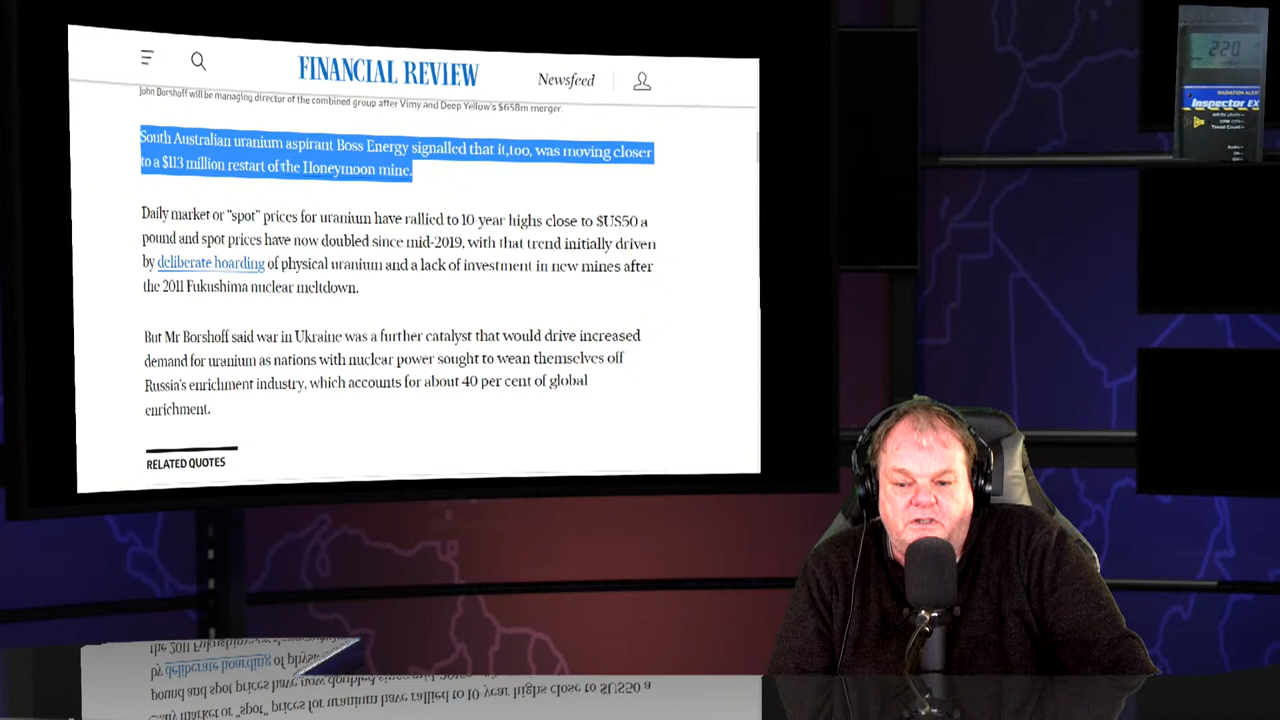 FINANCIAL REVIEW
Newsfeed
John Borshoff will be managing director of the combined group after Vimy and Deep Yellow's $658m merger.
South Australian uranium aspirant Boss Energy signalled that it,too, was moving closer
to a $113 million restart of the Honeymoon mine.
Daily market or "spot" prices for uranium have rallied to 10-year highs close to $US50 a
pound and spot prices have now doubled since mid-2019, with that trend initially driven
by deliberate hoarding of physical uranium and a lack of investment in new mines after
the 2011 Fukushima nuclear meltdown.
But Mr Borshoff said war in Ukraine was a further catalyst that would drive increased
demand for uranium as nations with nuclear power sought to wean themselves off
Russia's enrichment industry, which accounts for about 40 per cent of global
enrichment.
RELATED QUOTES
220
RADIATION ALERT
Inspector EX